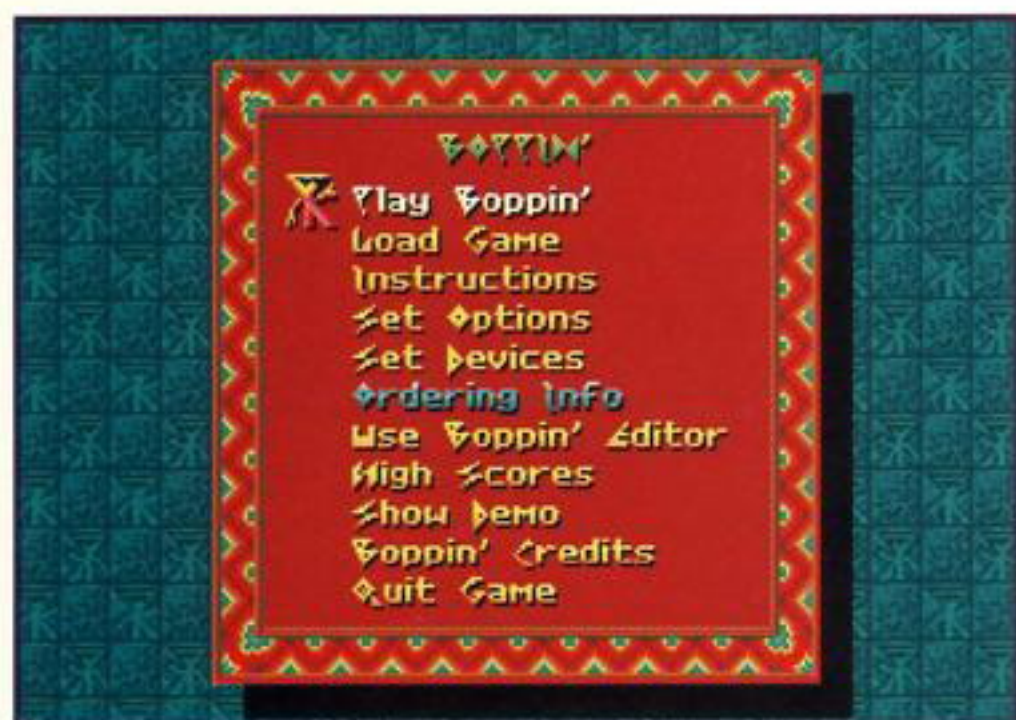 BOPPIN'
Play Boppin'
Load Game
Instructions
Set Options
Set Devices
Ordering Info
Use Boppin' Editor
High Scores
Show Demo
Boppin' Credits
Quit Game